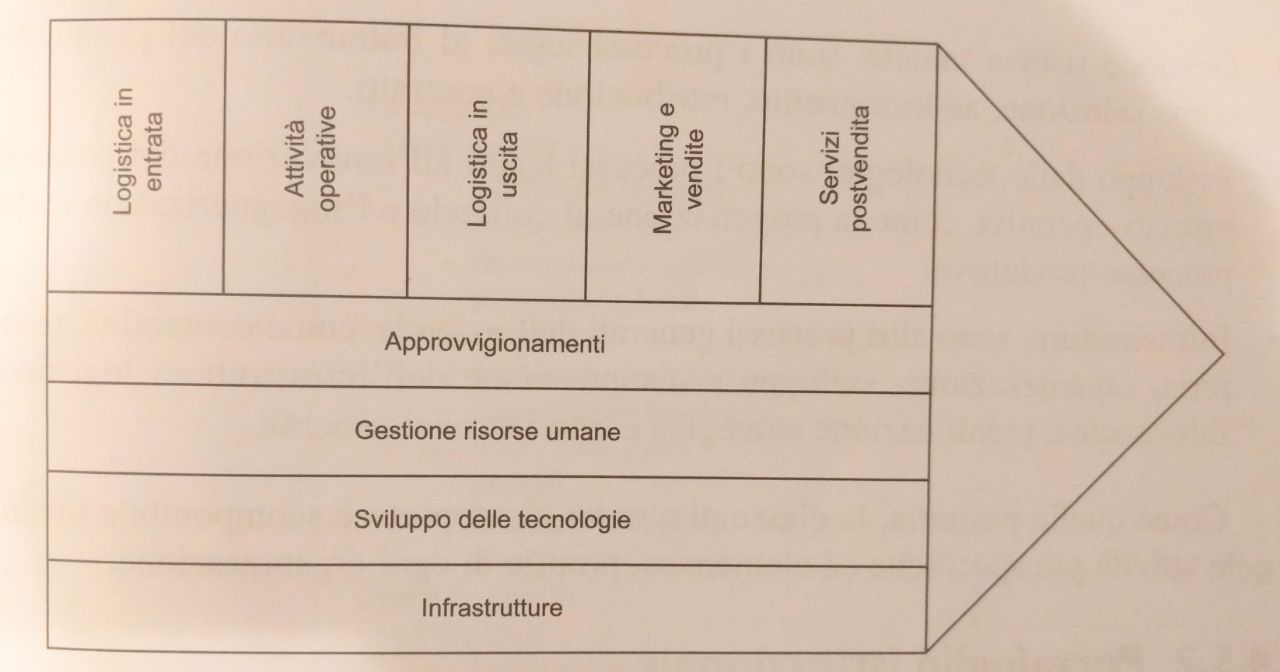 Logistica in
entrata
Attività
operative
Logistica in
uscita
Marketing e
vendite
Servizi
postvendita
Approvvigionamenti
Gestione risorse umane
Sviluppo delle tecnologie
Infrastrutture